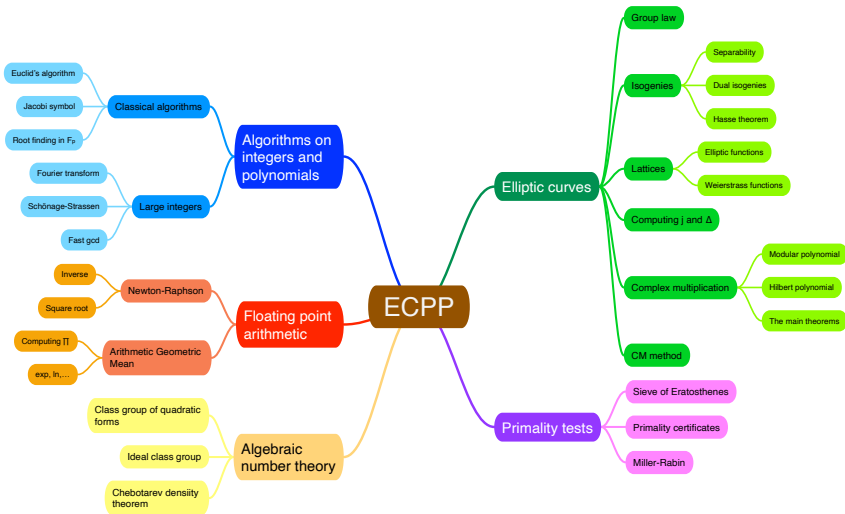 ECPP
Algorithms on
integers and
polynomials
Classical algorithms
Euclid's algorithm
Jacobi symbol
Root finding in Fₚ
Large integers
Fourier transform
Schönage-Strassen
Fast gcd
Floating point
arithmetic
Newton-Raphson
Inverse
Square root
Arithmetic Geometric
Mean
Computing ∏
exp, ln,...
Algebraic
number theory
Class group of quadratic
forms
Ideal class group
Chebotarev densiity
theorem
Elliptic curves
Group law
Isogenies
Separability
Dual isogenies
Hasse theorem
Lattices
Elliptic functions
Weierstrass functions
Computing j and Δ
Complex multiplication
Modular polynomial
Hilbert polynomial
The main theorems
CM method
Primality tests
Sieve of Eratosthenes
Primality certificates
Miller-Rabin